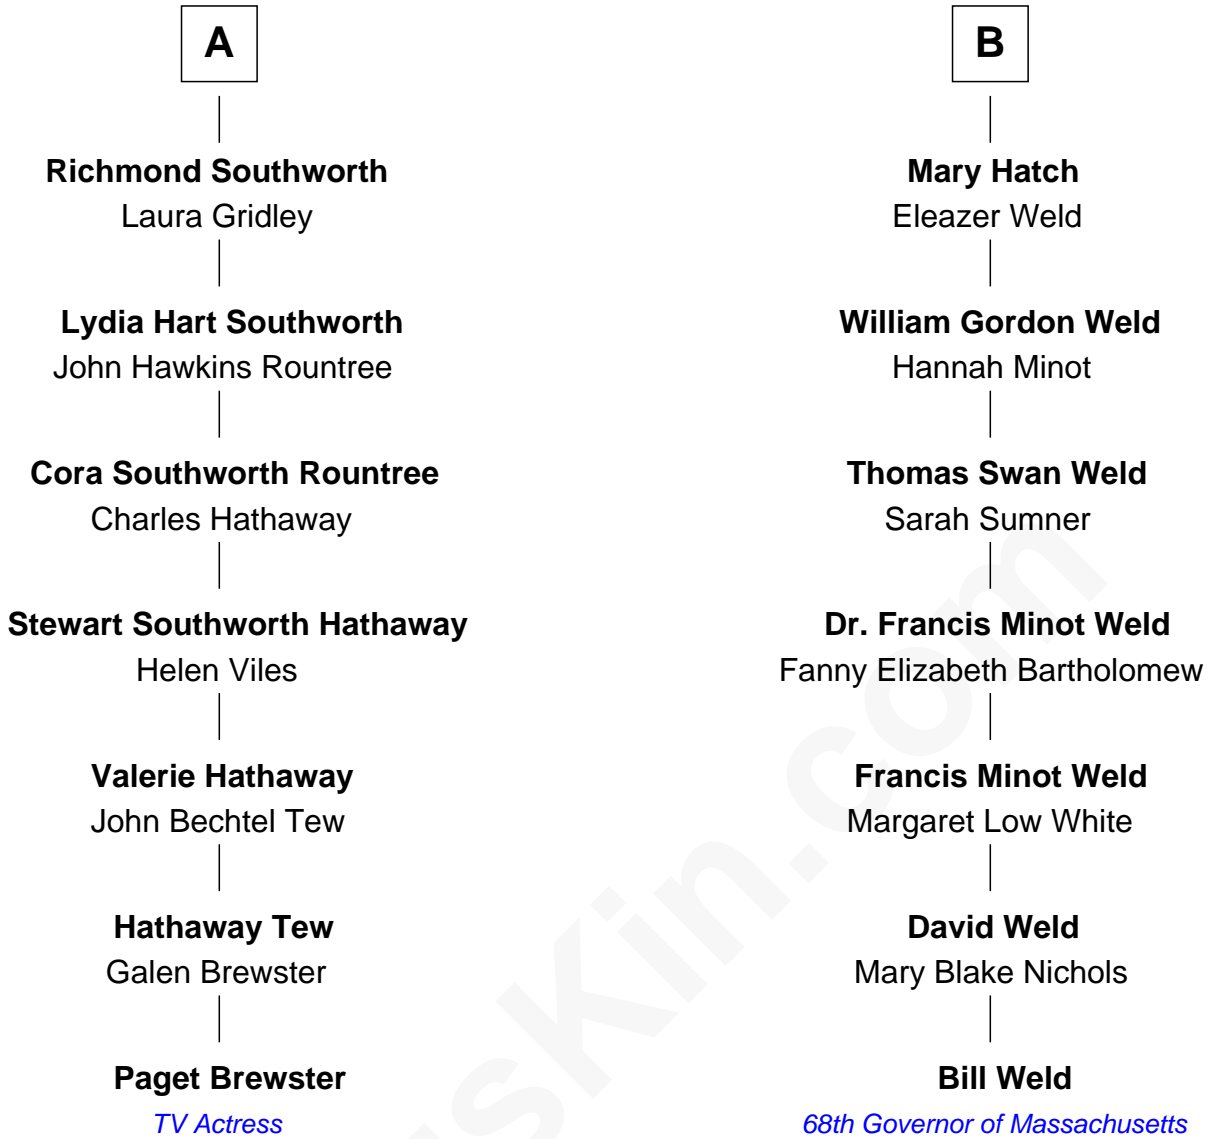 A
Richmond Southworth
Laura Gridley
Lydia Hart Southworth
John Hawkins Rountree
Cora Southworth Rountree
Charles Hathaway
Stewart Southworth Hathaway
Helen Viles
Valerie Hathaway
John Bechtel Tew
Hathaway Tew
Galen Brewster
Paget Brewster
TV Actress
B
Mary Hatch
Eleazer Weld
William Gordon Weld
Hannah Minot
Thomas Swan Weld
Sarah Sumner
Dr. Francis Minot Weld
Fanny Elizabeth Bartholomew
Francis Minot Weld
Margaret Low White
David Weld
Mary Blake Nichols
Bill Weld
68th Governor of Massachusetts